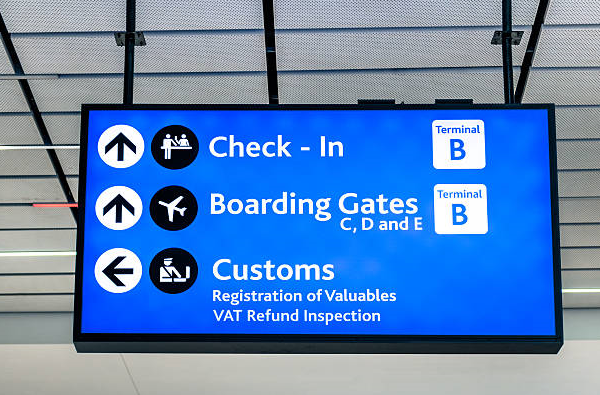 Check - In
Terminal
B
Boarding Gates
C, D and E
Terminal
B
Customs
Registration of Valuables
VAT Refund Inspection